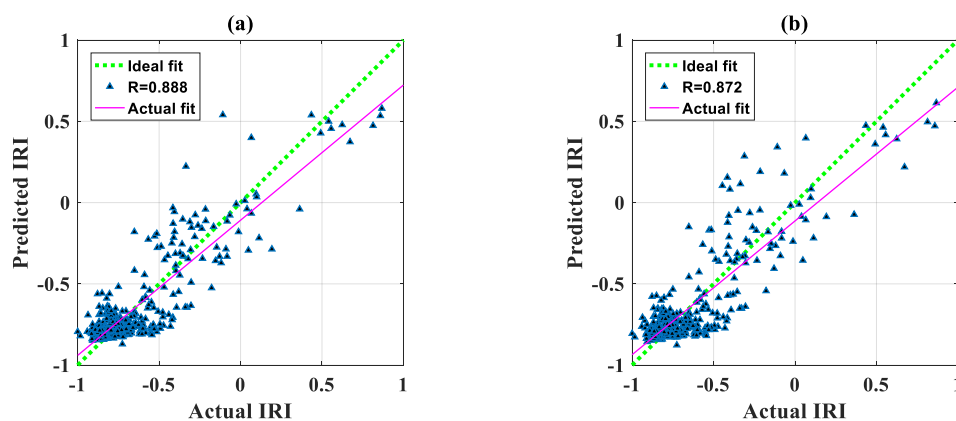 (a)
Ideal fit
R=0.888
Actual fit
Predicted IRI
1
0.5
0
-0.5
-1
-1
-0.5
0
0.5
1
Actual IRI
(b)
Ideal fit
R=0.872
Actual fit
Predicted IRI
1
0.5
0
-0.5
-1
-1
-0.5
0
0.5
1
Actual IRI